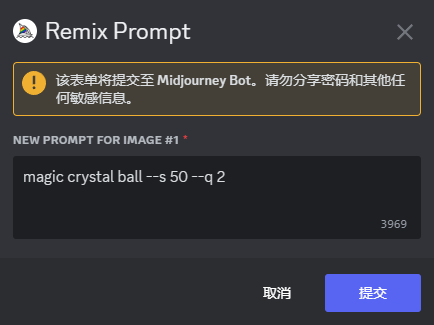 Remix Prompt
该表单将提交至 Midjourney Bot。请勿分享密码和其他任
何敏感信息。
NEW PROMPT FOR IMAGE #1 *
magic crystal ball --s 50 --q 2
3969
取消
提交